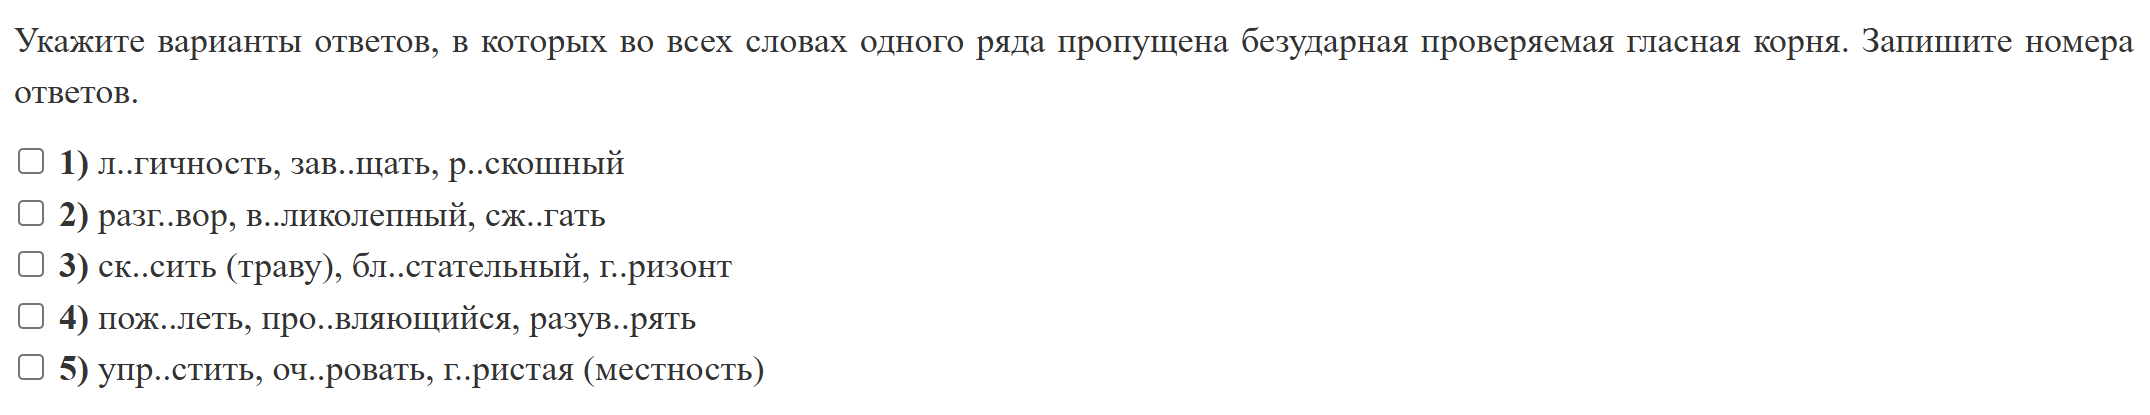 Укажите варианты ответов, в которых во всех словах одного ряда пропущена безударная проверяемая гласная корня. Запишите номера
ответов.
1) л..гичность, зав..щать, р..скошный
2) разг..вор, в..ликолепный, сж..гать
3) ск..сить (траву), бл..стательный, г..ризонт
4) пож..леть, про..вляющийся, разув..рять
5) упр..стить, оч..ровать, г..ристая (местность)